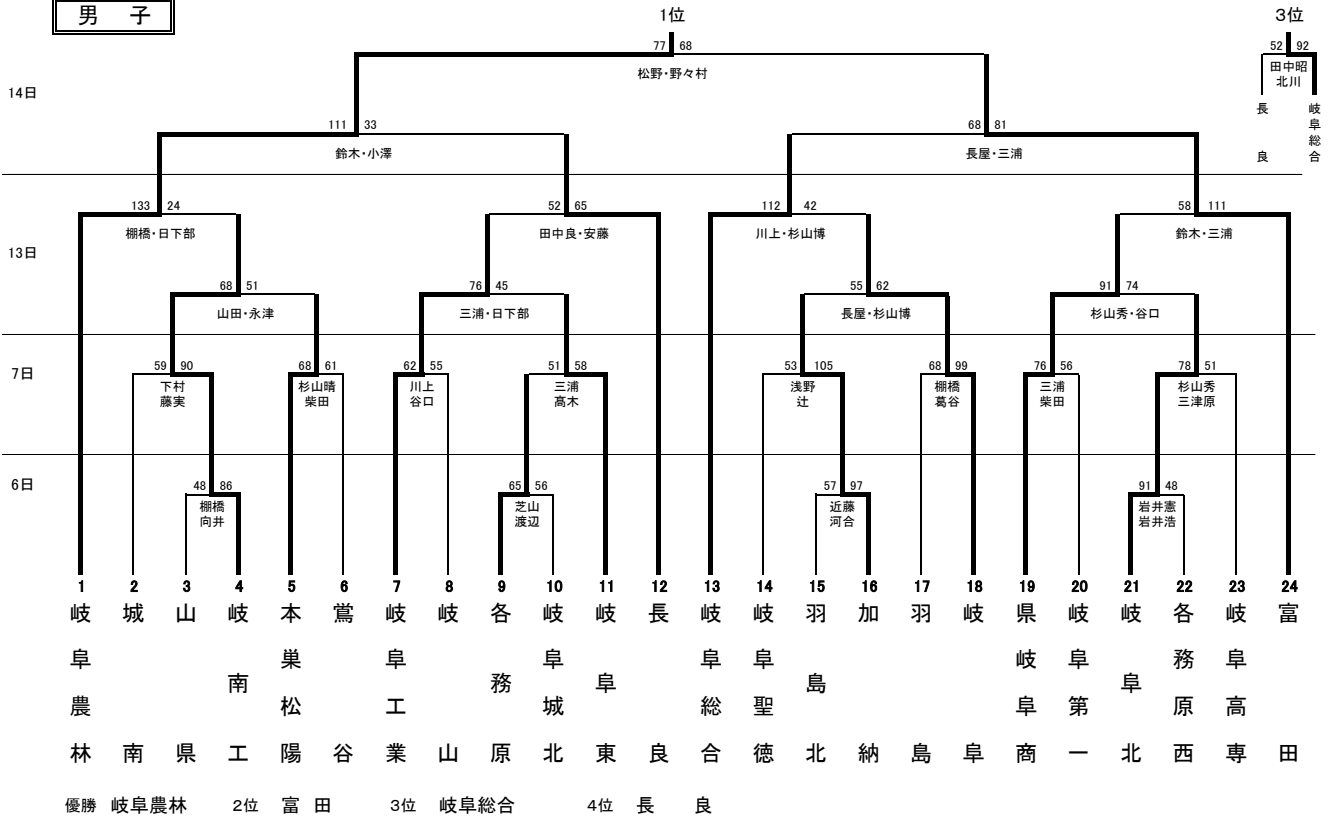 男　子
1位
3位
77 68
52 92
松野・野々村
田中昭
北川
14日
長良
岐阜総合
111 33
68 81
鈴木・小澤
長屋・三浦
133 24
52 65
112 42
58 111
棚橋・日下部
田中良・安藤
川上・杉山博
鈴木・三浦
13日
68 51
76 45
55 62
91 74
山田・永津
三浦・日下部
長屋・杉山博
杉山秀・谷口
7日
59 90
68 61
62 55
51 58
53 105
68 99
76 56
78 51
下村
藤実
杉山晴
柴田
川上
谷口
三浦
髙木
浅野
辻
棚橋
葛谷
三浦
柴田
杉山秀
三津原
6日
48 86
65 56
57 97
91 48
棚橋
向井
芝山
渡辺
近藤
河合
岩井憲
岩井浩
1 2 3 4 5 6 7 8 9 10 11 12 13 14 15 16 17 18 19 20 21 22 23 24
岐阜農林
城南
山県
岐南工
本巣松陽
鶯谷
岐阜工業
岐山
各務原
岐阜城北
岐阜東
長良
岐阜総合
岐阜聖徳
羽島北
加納
羽島
岐阜
県岐阜商
岐阜第一
岐阜北
各務原西
岐阜高専
富田
優勝　岐阜農林　2位　富　田　3位　岐阜総合　4位　長　良